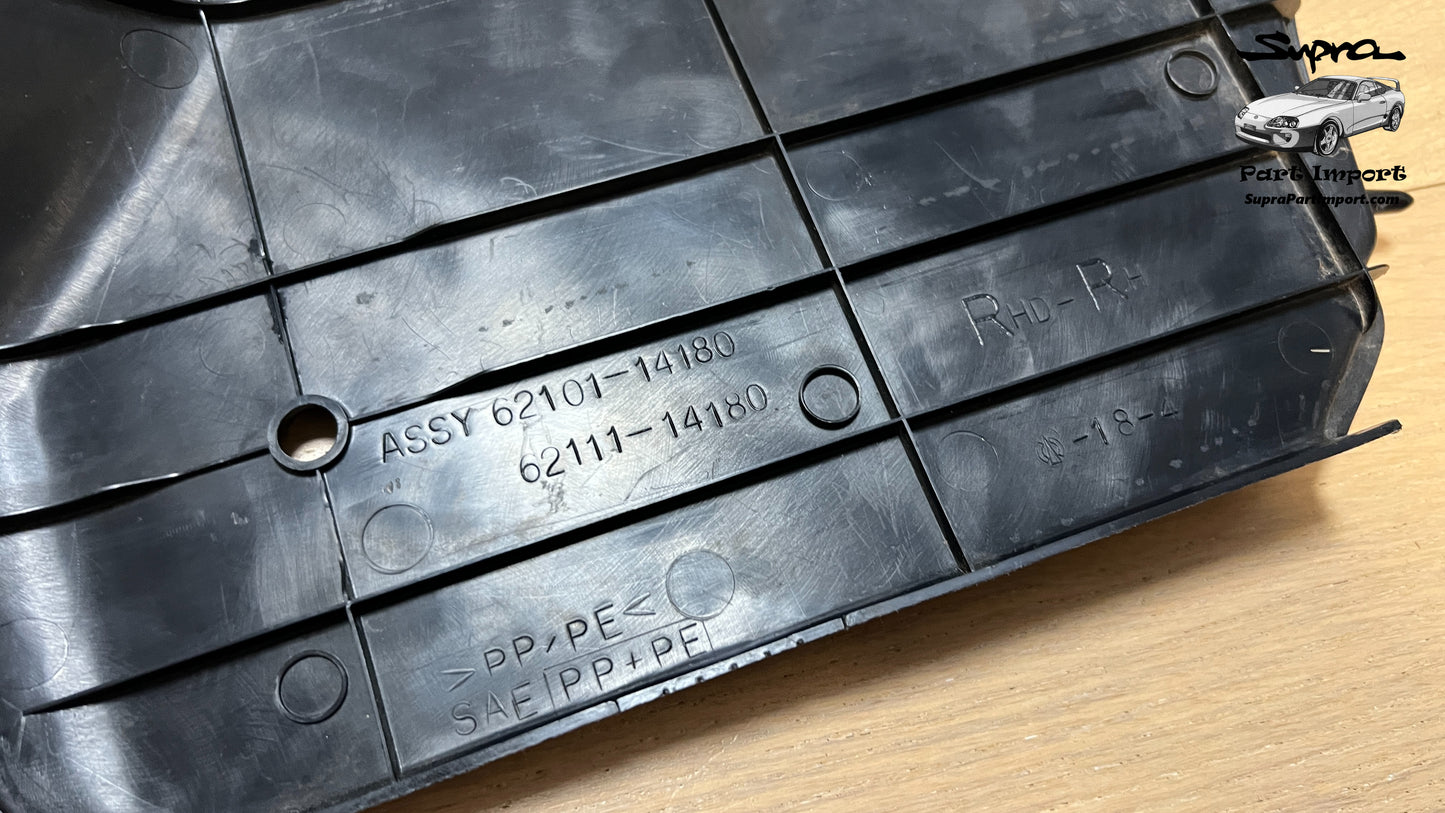 Supra
Part Import
SupraPartImport.com
RHD-RH
ASSY 62101-14180
62111-14180
-18-4
>PP/PE<
SAE|PP+PE|